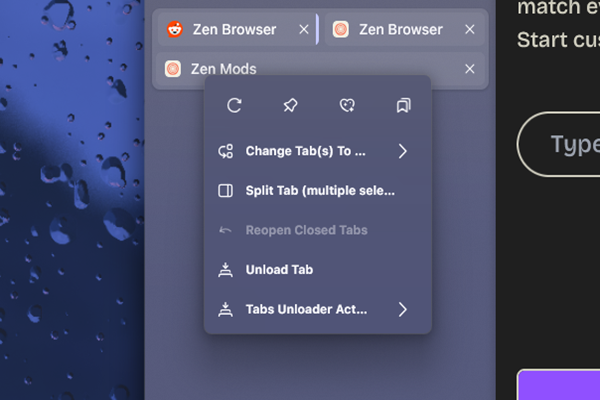 match e
Start cus
Zen Browser
Zen Browser
Zen Mods
Type
Change Tab(s) To ...
Split Tab (multiple sele...
Reopen Closed Tabs
Unload Tab
Tabs Unloader Act...